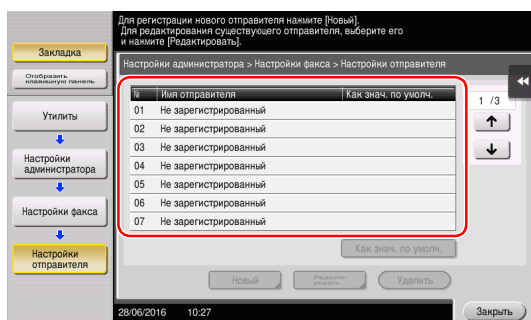 Для регистрации нового отправителя нажмите [Новый].
Для редактирования существующего отправителя, выберите его
и нажмите [Редактировать].
Закладка
Отобразить
клавишную панель
Утилиты
Настройки
администратора
Настройки факса
Настройки
отправителя
Настройки администратора > Настройки факса > Настройки отправителя
№ Имя отправителя Как знач. по умолч.
01 Не зарегистрированный
02 Не зарегистрированный
03 Не зарегистрированный
04 Не зарегистрированный
05 Не зарегистрированный
06 Не зарегистрированный
07 Не зарегистрированный
1 /3
Как знач. по умолч.
Новый
Редакти-
ровать
Удалить
28/06/2016 10:27
Закрыть